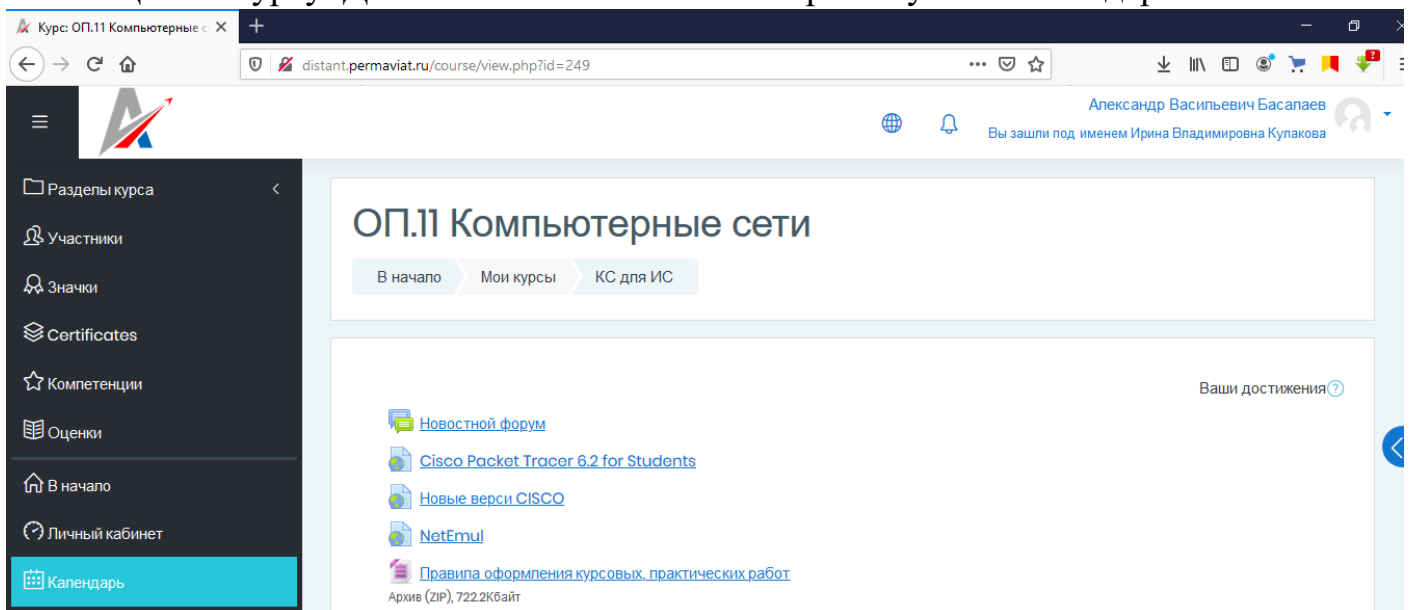 Курс: ОП.11 Компьютерные с
distant.permaviat.ru/course/view.php?id=249
Александр Васильевич Басалаев
Вы зашли под именем Ирина Владимировна Кулакова
Разделы курса
Участники
Значки
Certificates
Компетенции
Оценки
В начало
Личный кабинет
Календарь
ОП.11 Компьютерные сети
В начало Мои курсы КС для ИС
Ваши достижения
Новостной форум
Cisco Packet Tracer 6.2 for Students
Новые верси CISCO
NetEmul
Правила оформления курсовых, практических работ
Архив (ZIP), 722.2Кбайт